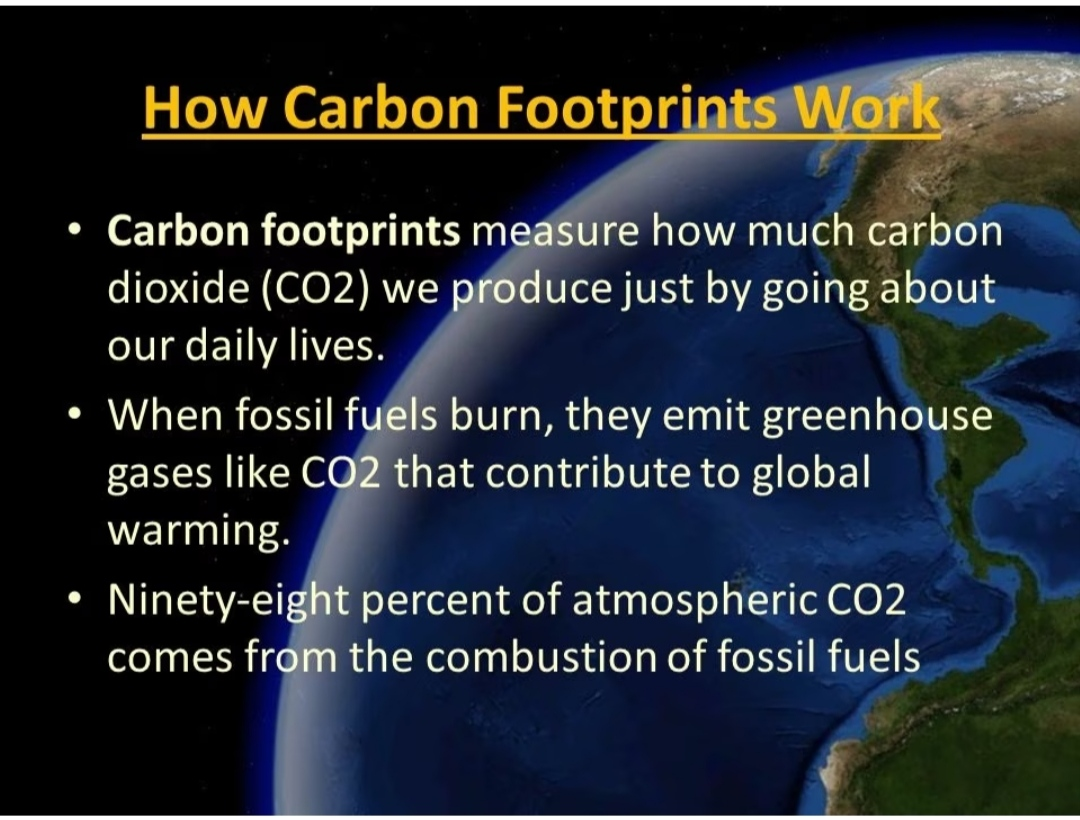 How Carbon Footprints Work
• Carbon footprints measure how much carbon
dioxide (CO2) we produce just by going about
our daily lives.
• When fossil fuels burn, they emit greenhouse
gases like CO2 that contribute to global
warming.
• Ninety-eight percent of atmospheric CO2
comes from the combustion of fossil fuels